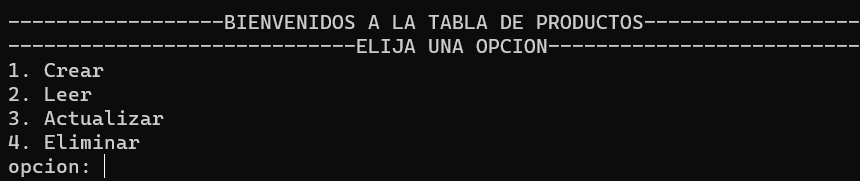 ------------------BIENVENIDOS A LA TABLA DE PRODUCTOS------------------
-----------------------------ELIJA UNA OPCION--------------------------
1. Crear
2. Leer
3. Actualizar
4. Eliminar
opcion: